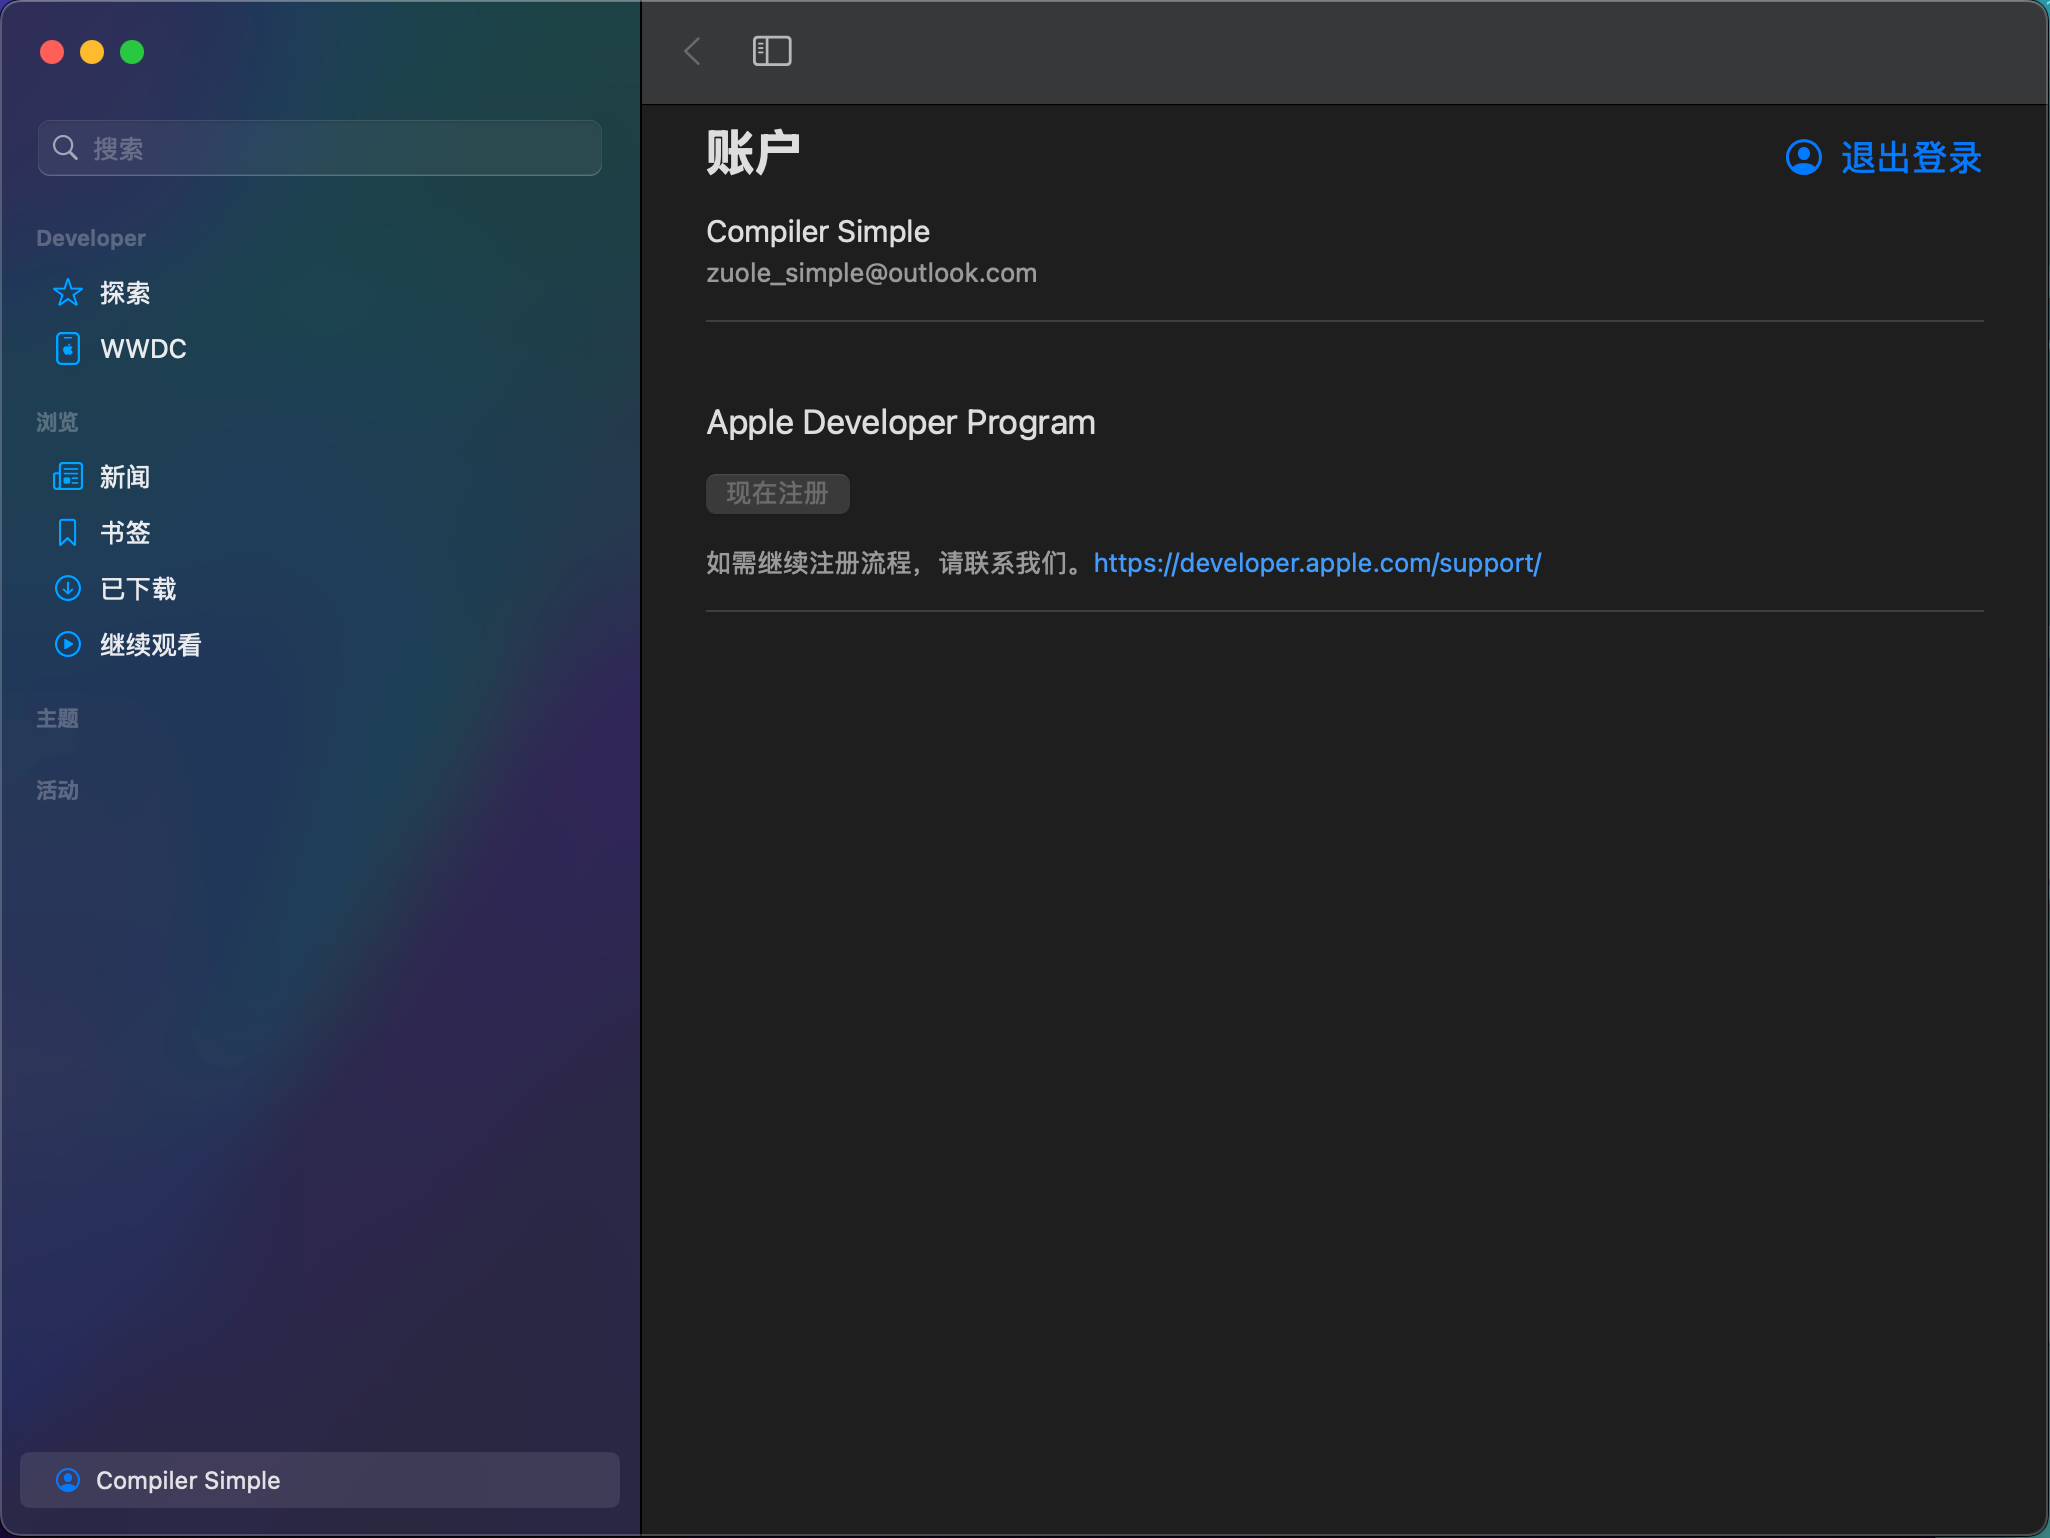 搜索
Developer
探索
WWDC
浏览
新闻
书签
已下载
继续观看
主题
活动
Compiler Simple
账户
退出登录
Compiler Simple
zuole_simple@outlook.com
Apple Developer Program
现在注册
如需继续注册流程，请联系我们。https://developer.apple.com/support/